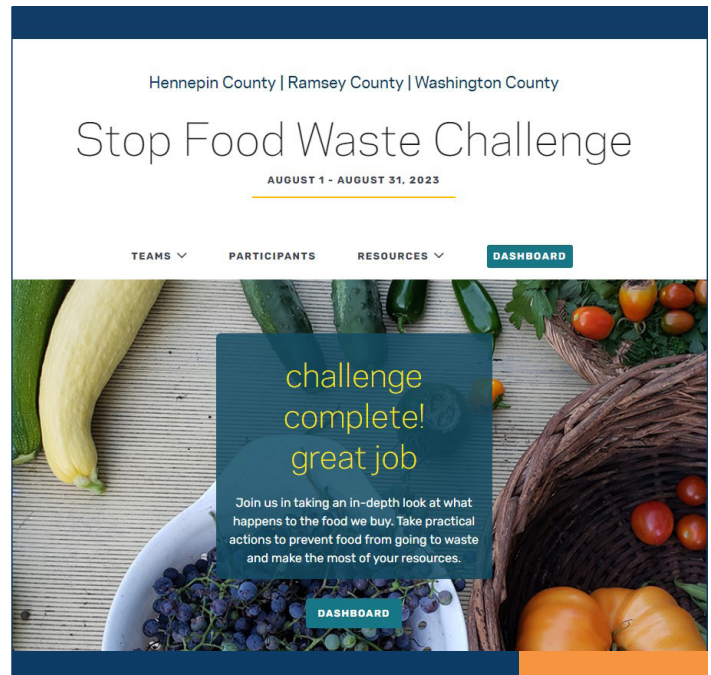 Hennepin County | Ramsey County | Washington County
Stop Food Waste Challenge
AUGUST 1 - AUGUST 31, 2023
TEAMS PARTICIPANTS RESOURCES DASHBOARD
challenge
complete!
great job
Join us in taking an in-depth look at what
happens to the food we buy. Take practical
actions to prevent food from going to waste
and make the most of your resources.
DASHBOARD